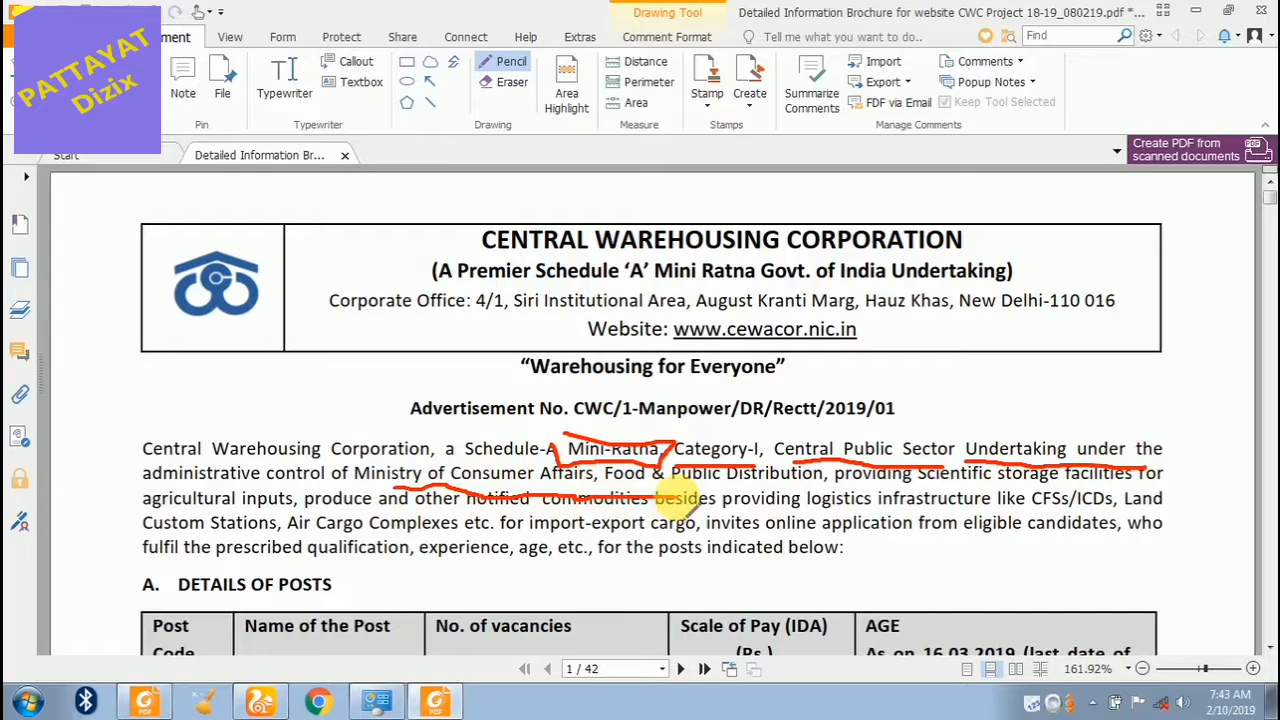 Drawing Tool
Detailed Information Brochure for website CWC Project 18-19_080219.pdf * ...
ment View Form Protect Share Connect Help Extras Comment Format Tell me what you want to do... Find
PATTAYAT
Dizix
Note
File
Pin
Typewriter
Callout
Textbox
Typewriter
Pencil
Eraser
Drawing
Area
Highlight
Distance
Perimeter
Area
Measure
Stamp
Create
Stamps
Summarize
Comments
Import
Export
FDF via Email
Comments
Popup Notes
Keep Tool Selected
Manage Comments
Start
Detailed Information Br...
Create PDF from
scanned documents
CENTRAL WAREHOUSING CORPORATION
(A Premier Schedule ‘A’ Mini Ratna Govt. of India Undertaking)
Corporate Office: 4/1, Siri Institutional Area, August Kranti Marg, Hauz Khas, New Delhi-110 016
Website: www.cewacor.nic.in
“Warehousing for Everyone”
Advertisement No. CWC/1-Manpower/DR/Rectt/2019/01
Central Warehousing Corporation, a Schedule-A Mini-Ratna, Category-I, Central Public Sector Undertaking under the
administrative control of Ministry of Consumer Affairs, Food & Public Distribution, providing Scientific storage facilities for
agricultural inputs, produce and other notified commodities besides providing logistics infrastructure like CFSs/ICDs, Land
Custom Stations, Air Cargo Complexes etc. for import-export cargo, invites online application from eligible candidates, who
fulfil the prescribed qualification, experience, age, etc., for the posts indicated below:
A. DETAILS OF POSTS
Post
Code
Name of the Post
No. of vacancies
Scale of Pay (IDA)
(Rs.)
AGE
As on 16.03.2019 (last date of
1 / 42
161.92%
7:43 AM
2/10/2019